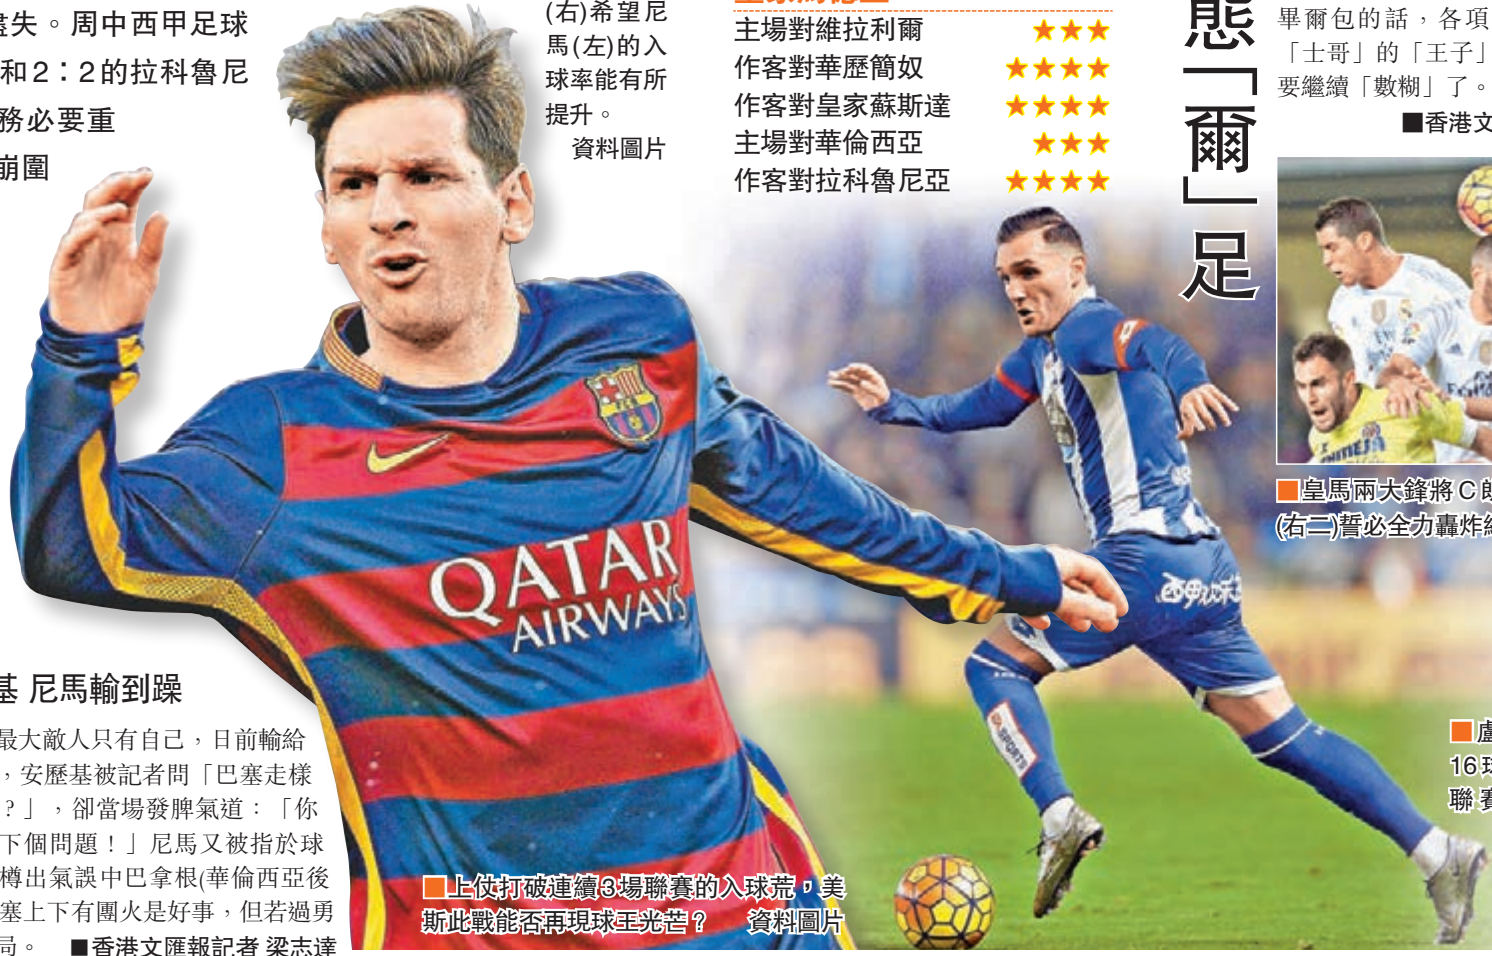 盡失。周中西甲足球
和2：2的拉科魯尼
務必要重
崩圍
(右)希望尼
馬(左)的入
球率能有所
提升。
資料圖片
主場對維拉利爾 ★★★
作客對華歷簡奴 ★★★★
作客對皇家蘇斯達 ★★★★
主場對華倫西亞 ★★★
作客對拉科魯尼亞 ★★★★
態「爾」足
畢爾包的話，各項
「士哥」的「王子」
要繼續「數糊」了。
■香港文
■皇馬兩大鋒將C朗
(右二)誓必全力轟炸
QATAR
AIRWAYS
西甲欢乐
SPORTS
基 尼馬輸到躁
最大敵人只有自己，日前輸給
，安歷基被記者問「巴塞走樣
？」，卻當場發脾氣道：「你
下個問題！」尼馬又被指於球
樽出氣誤中巴拿根(華倫西亞後
塞上下有團火是好事，但若過勇
局。 ■香港文匯報記者 梁志達
■上仗打破連續3場聯賽的入球荒，美
斯此戰能否再現球王光芒？ 資料圖片
■盧
16球
聯賽